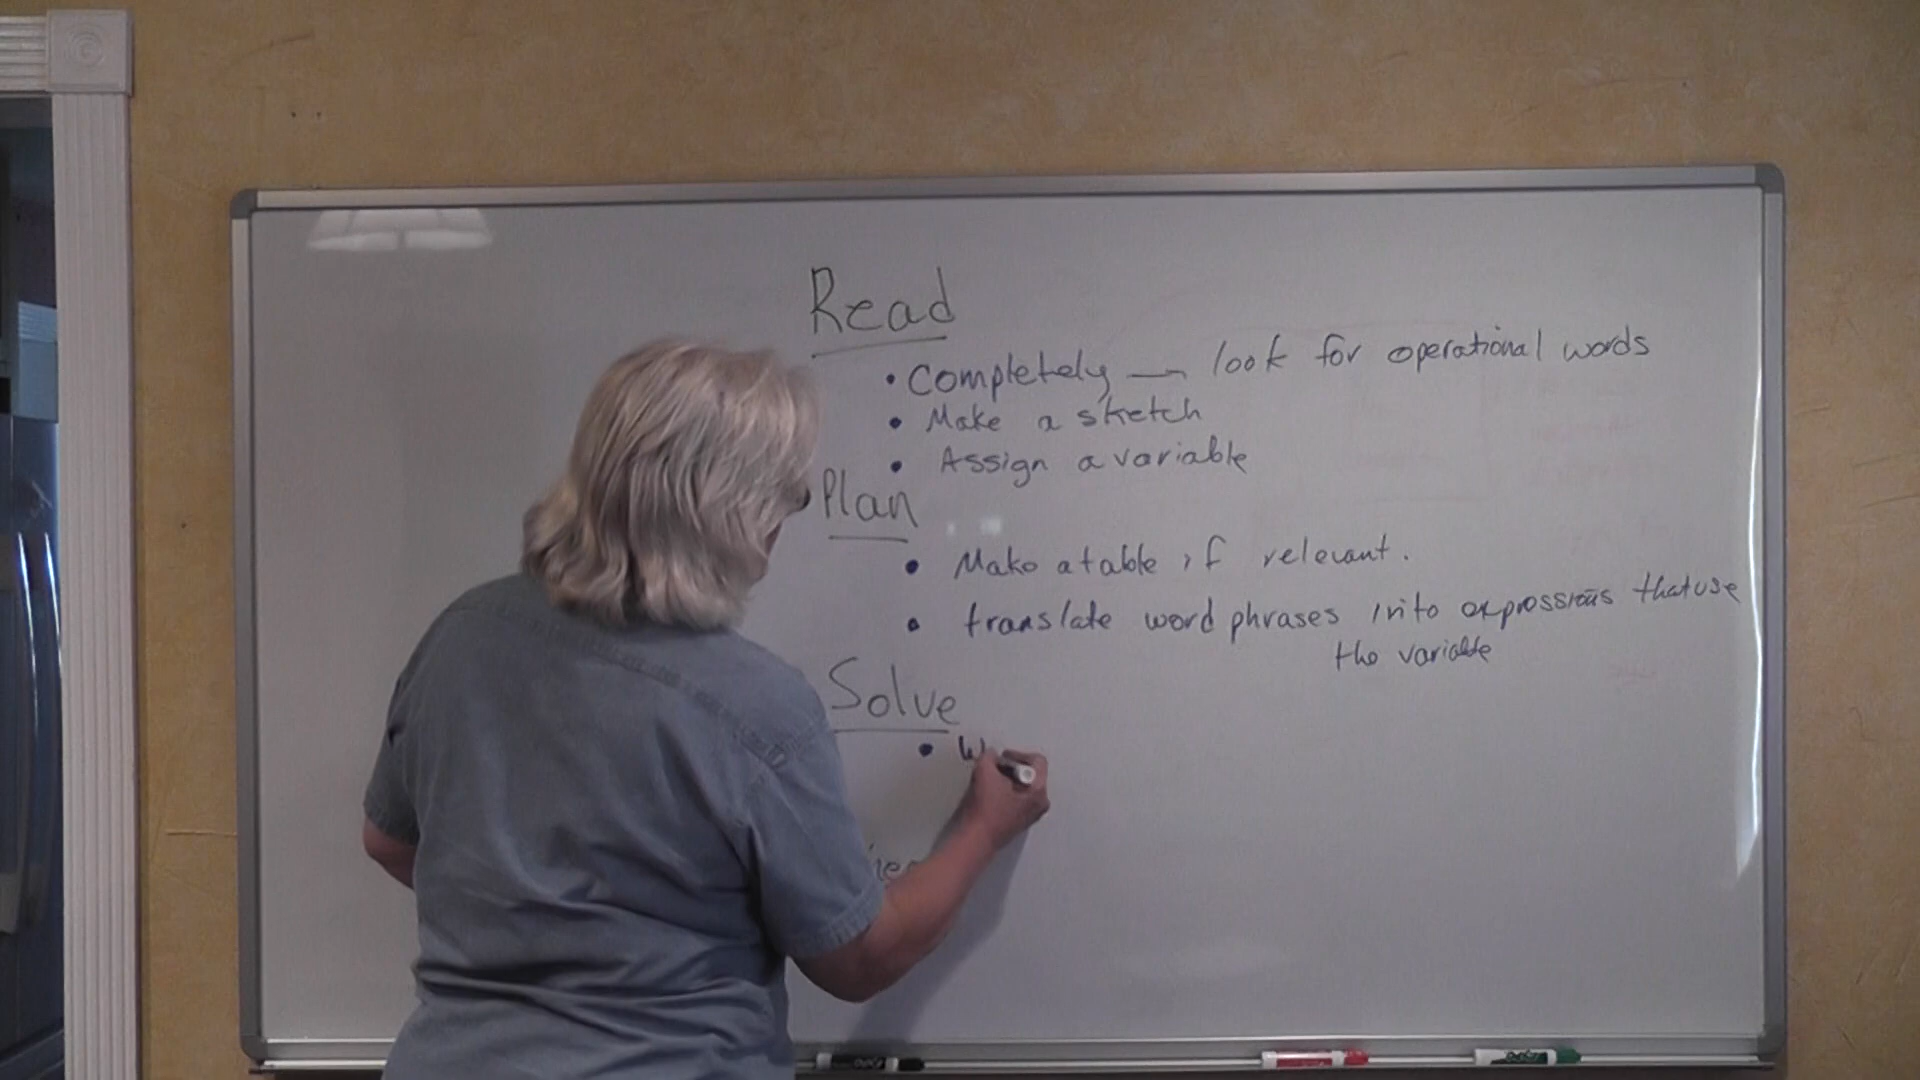 Read
• Completely — look for operational words
• Make a sketch
• Assign a variable
Plan
• Make a table if relevant.
• translate word phrases into expressions that use
the variable
Solve
• W